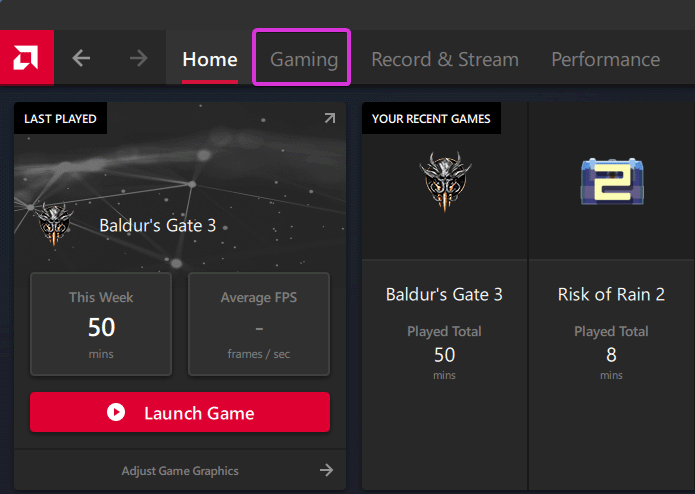 Home
Gaming
Record & Stream
Performance
LAST PLAYED
Baldur's Gate 3
This Week
50
mins
Average FPS
-
frames / sec
Launch Game
Adjust Game Graphics
YOUR RECENT GAMES
Baldur's Gate 3
Played Total
50
mins
2
Risk of Rain 2
Played Total
8
mins